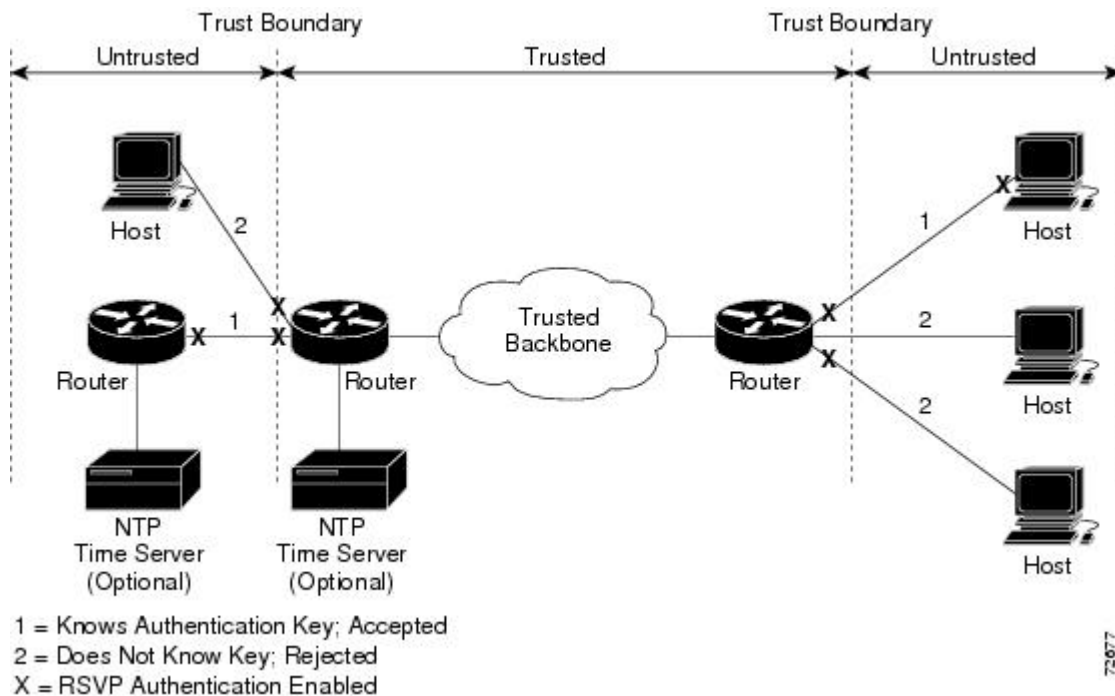 Trust Boundary
Trust Boundary
Untrusted
Trusted
Untrusted
Host
2
1
Host
X
X
X
1
X
Router
Router
Trusted
Backbone
X
X
Router
2
Host
2
Host
NTP
Time Server
(Optional)
NTP
Time Server
(Optional)
1 = Knows Authentication Key; Accepted
2 = Does Not Know Key; Rejected
X = RSVP Authentication Enabled
72677